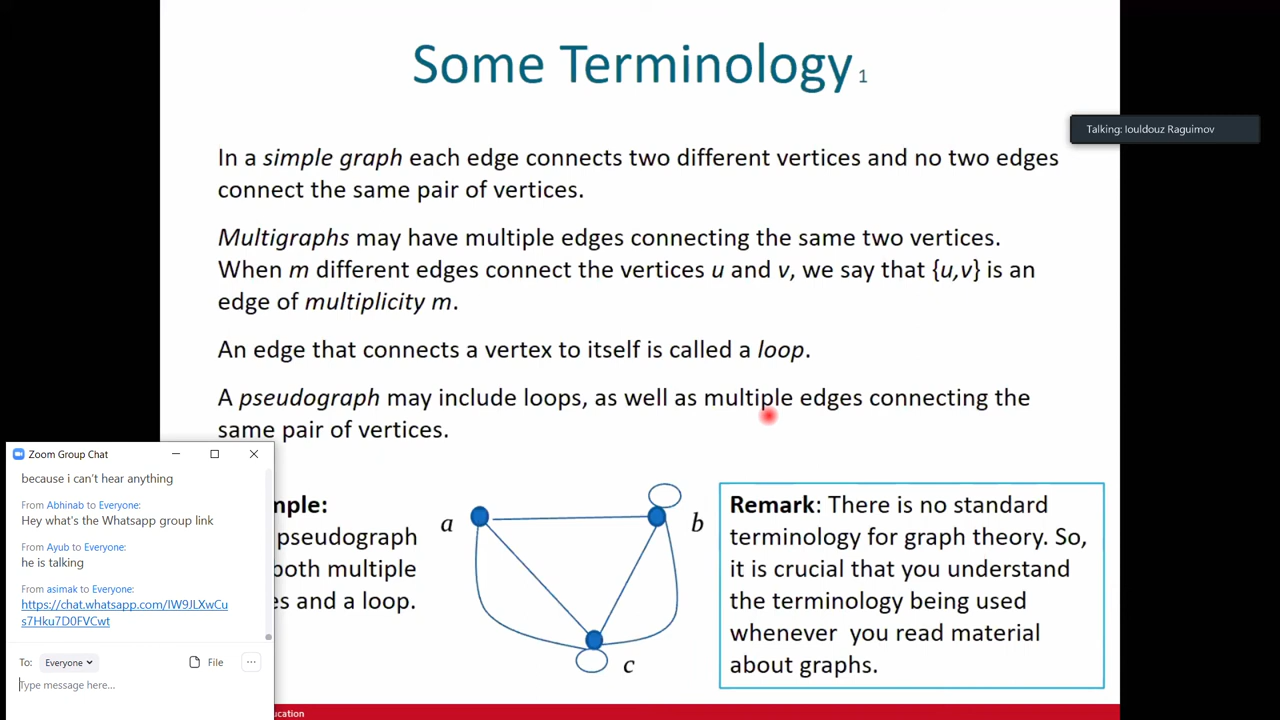 Some Terminology 1
Talking: Iouldouz Raguimov
In a simple graph each edge connects two different vertices and no two edges
connect the same pair of vertices.
Multigraphs may have multiple edges connecting the same two vertices.
When m different edges connect the vertices u and v, we say that {u,v} is an
edge of multiplicity m.
An edge that connects a vertex to itself is called a loop.
A pseudograph may include loops, as well as multiple edges connecting the
same pair of vertices.
Zoom Group Chat
because i can't hear anything
From Abhinab to Everyone:
Hey what's the Whatsapp group link
From Ayub to Everyone:
he is talking
From asimak to Everyone:
https://chat.whatsapp.com/IW9JLXwCu
s7Hku7D0FVCwt
To: Everyone
File
Type message here...
mple:
pseudograph
both multiple
es and a loop.
a
b
c
Remark: There is no standard
terminology for graph theory. So,
it is crucial that you understand
the terminology being used
whenever you read material
about graphs.
ucation